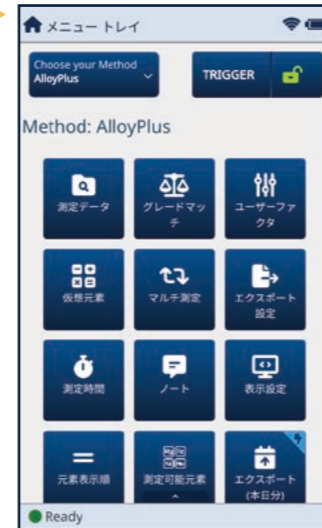 メニュートレイ
Choose your Method
AlloyPlus
TRIGGER
Method: AlloyPlus
測定データ
グレードマッ
チ
ユーザーファ
クタ
仮想元素
マルチ測定
エクスポート
設定
測定時間
ノート
表示設定
元素表示順
測定可能元素
エクスポート
(本日分)
Ready